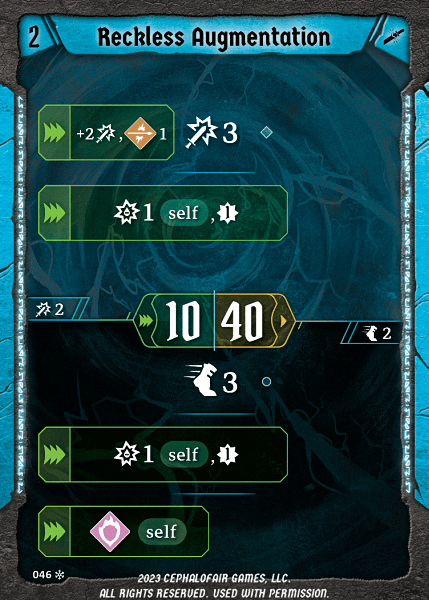 2 Reckless Augmentation
+2 , 1 3
1 self ,1
2 10 40 2
3
1 self ,1
self
046
2023 CEPHALOFAIR GAMES, LLC.
ALL RIGHTS RESERVED. USED WITH PERMISSION.